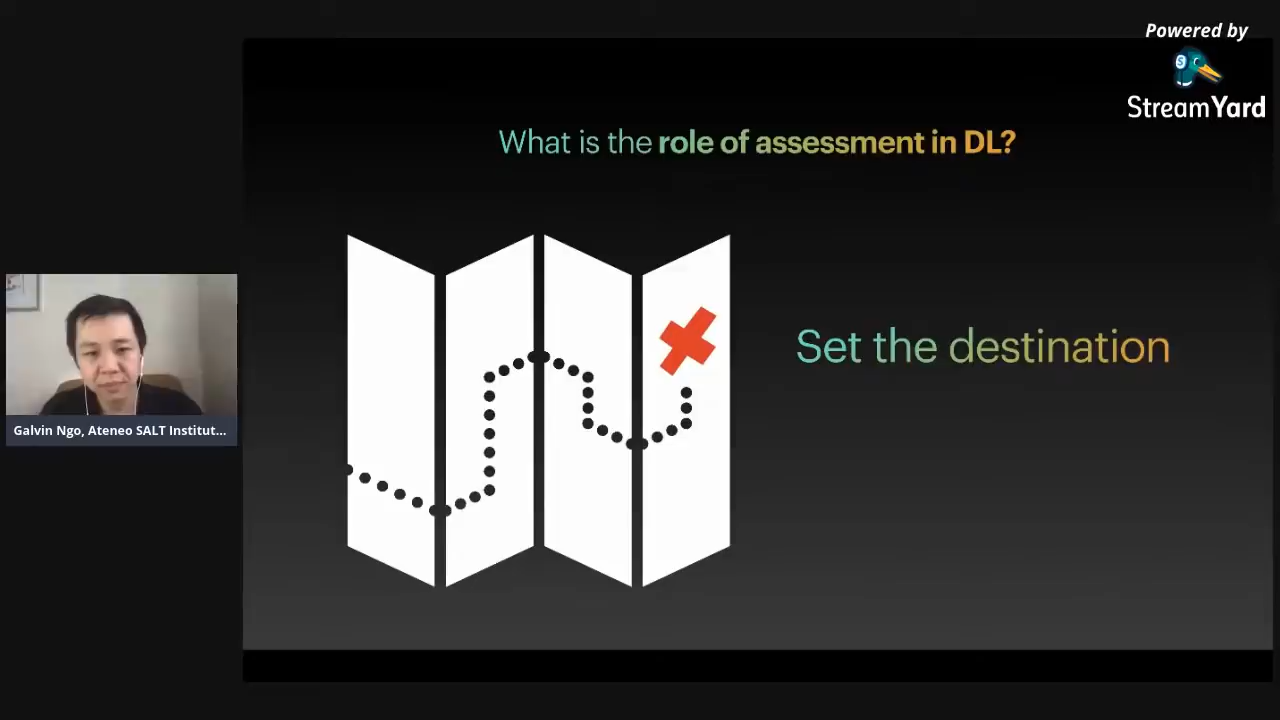 Powered by
StreamYard
What is the role of assessment in DL?
Set the destination
Galvin Ngo, Ateneo SALT Institut...